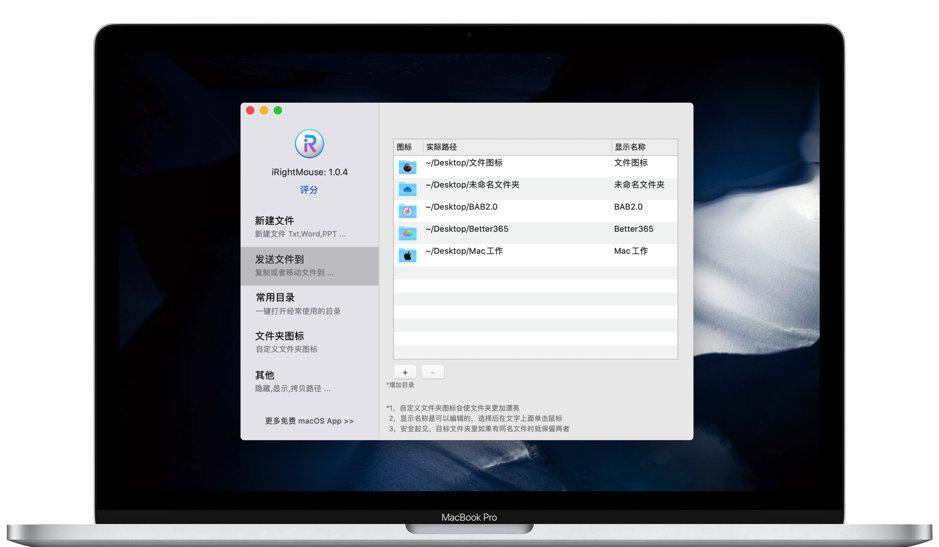 iR
iRightMouse: 1.0.4
评分
新建文件
新建文件 Txt,Word,PPT ...
发送文件到
复制或者移动文件到 ...
常用目录
一键打开经常使用的目录
文件夹图标
自定义文件夹图标
其他
隐藏,显示,拷贝路径 ...
更多免费 macOS App >>
图标 实际路径 显示名称
~/Desktop/文件图标 文件图标
~/Desktop/未命名文件夹 未命名文件夹
~/Desktop/BAB2.0 BAB2.0
~/Desktop/Better365 Better365
~/Desktop/Mac工作 Mac工作
+ -
*增加目录
*1、自定义文件夹图标会使文件夹更加漂亮
2、显示名称是可以编辑的，选择后在文字上面单击鼠标
3、安全起见，目标文件夹里如果有同名文件时就保留两者
MacBook Pro